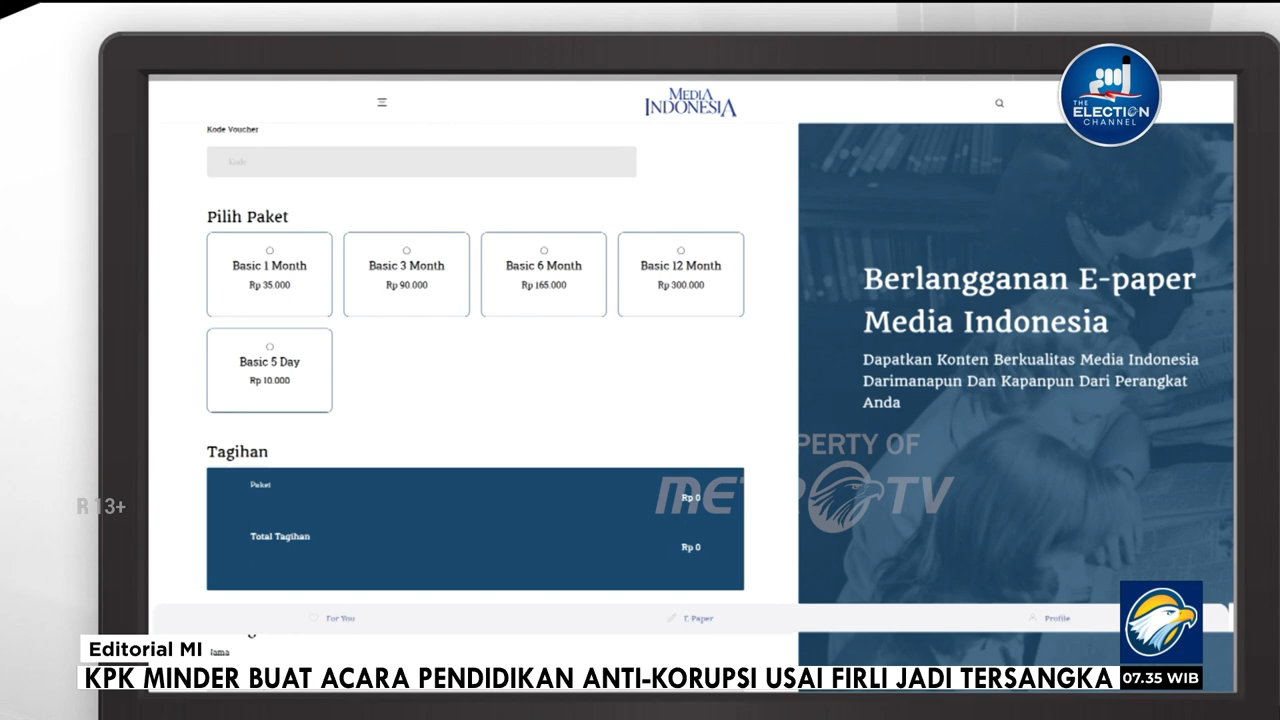 MEDIA
INDONESIA
THE
ELECTION
CHANNEL
Kode Voucher
Kode
Pilih Paket
Basic 1 Month
Rp 35.000
Basic 3 Month
Rp 90.000
Basic 6 Month
Rp 165.000
Basic 12 Month
Rp 300.000
Basic 5 Day
Rp 10.000
Berlangganan E-paper
Media Indonesia
Dapatkan Konten Berkualitas Media Indonesia
Darimanapun Dan Kapanpun Dari Perangkat
Anda
Tagihan
Paket
Rp 0
Total Tagihan
Rp 0
PERTY OF
METRO TV
R 13+
For You
E Paper
Profile
Editorial MI
KPK MINDER BUAT ACARA PENDIDIKAN ANTI-KORUPSI USAI FIRLI JADI TERSANGKA
07.35 WIB